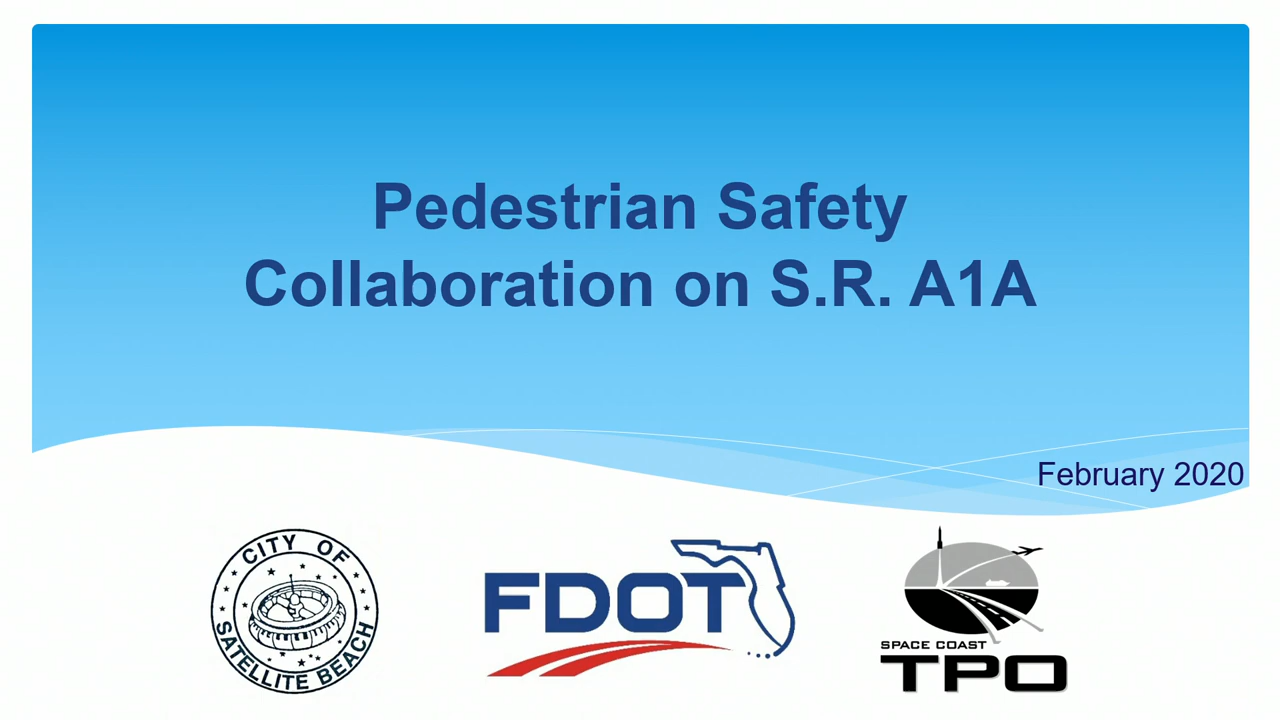 Pedestrian Safety
Collaboration on S.R. A1A
February 2020
CITY OF
SATELLITE BEACH
FDOT
SPACE COAST
TPO